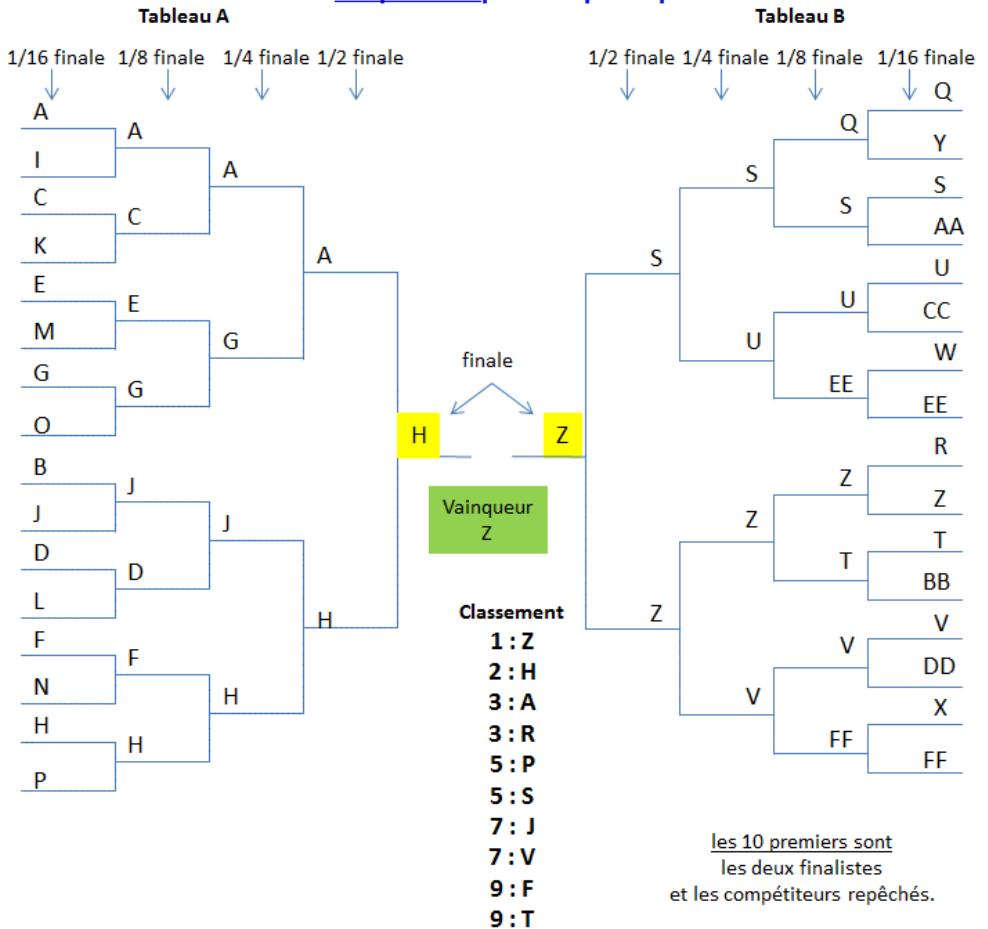 Tableau A
Tableau B
1/16 finale 1/8 finale 1/4 finale 1/2 finale
1/2 finale 1/4 finale 1/8 finale 1/16 finale
A
I
C
K
E
M
G
O
B
J
D
L
F
N
H
P
A
C
E
G
J
D
F
H
A
G
J
H
A
H
finale
H
Z
Vainqueur
Z
S
Z
S
U
Z
V
Q
S
U
EE
Z
T
V
FF
Q
Y
S
AA
U
CC
W
EE
R
Z
T
BB
V
DD
X
FF
Classement
1 : Z
2 : H
3 : A
3 : R
5 : P
5 : S
7 : J
7 : V
9 : F
9 : T
les 10 premiers sont
les deux finalistes
et les compétiteurs repêchés.